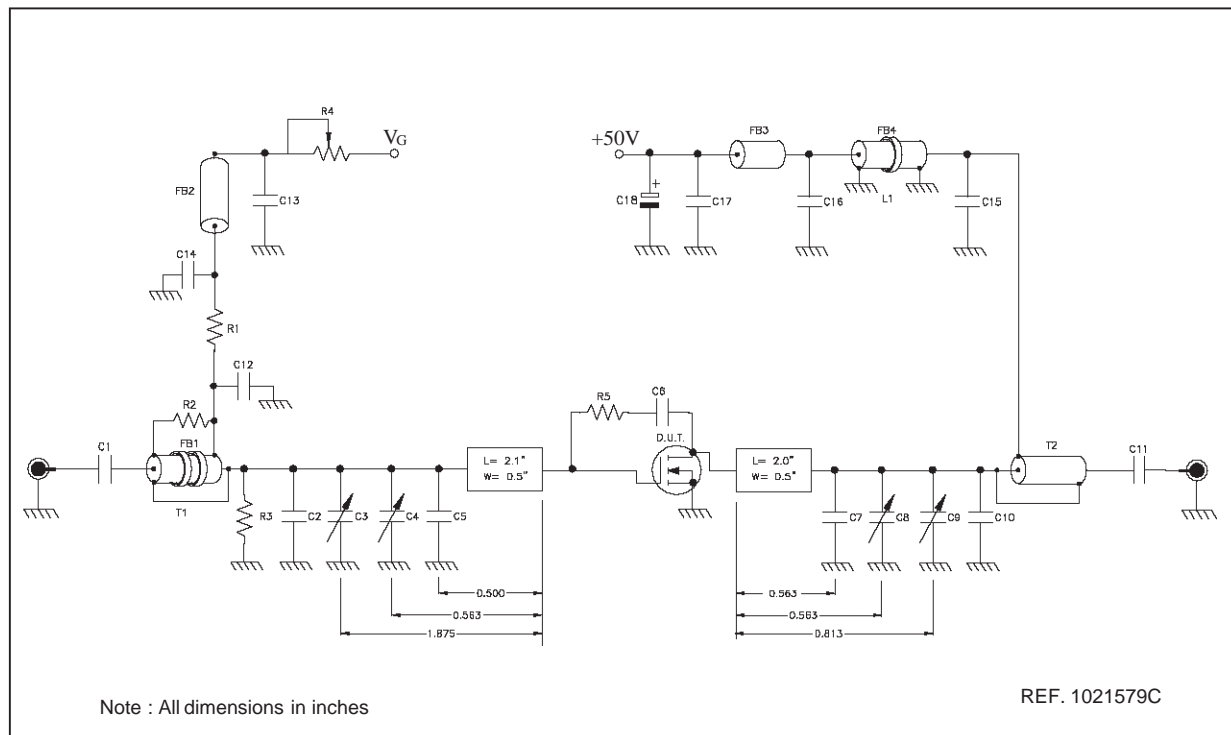 R4
VG
+50V
FB3
FB4
FB2
C13
C18
+
C17
C16
L1
C15
C14
R1
C12
R2
R5
C6
FB1
D.U.T.
C1
T2
C11
L= 2.1"
W= 0.5"
L= 2.0"
W= 0.5"
T1
R3
C2
C3
C4
C5
C7
C8
C9
C10
0.500
0.563
0.563
0.563
1.875
0.813
Note : All dimensions in inches
REF. 1021579C